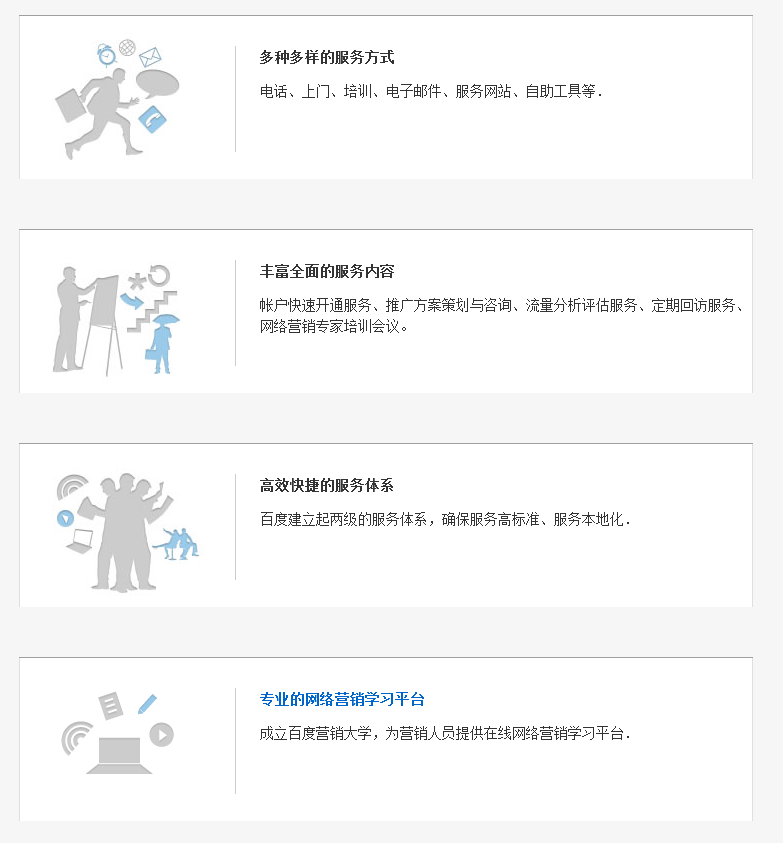 多种多样的服务方式
电话、上门、培训、电子邮件、服务网站、自助工具等.
丰富全面的服务内容
帐户快速开通服务、推广方案策划与咨询、流量分析评估服务、定期回访服务、
网络营销专家培训会议。
高效快捷的服务体系
百度建立起两级的服务体系，确保服务高标准、服务本地化.
专业的网络营销学习平台
成立百度营销大学，为营销人员提供在线网络营销学习平台.